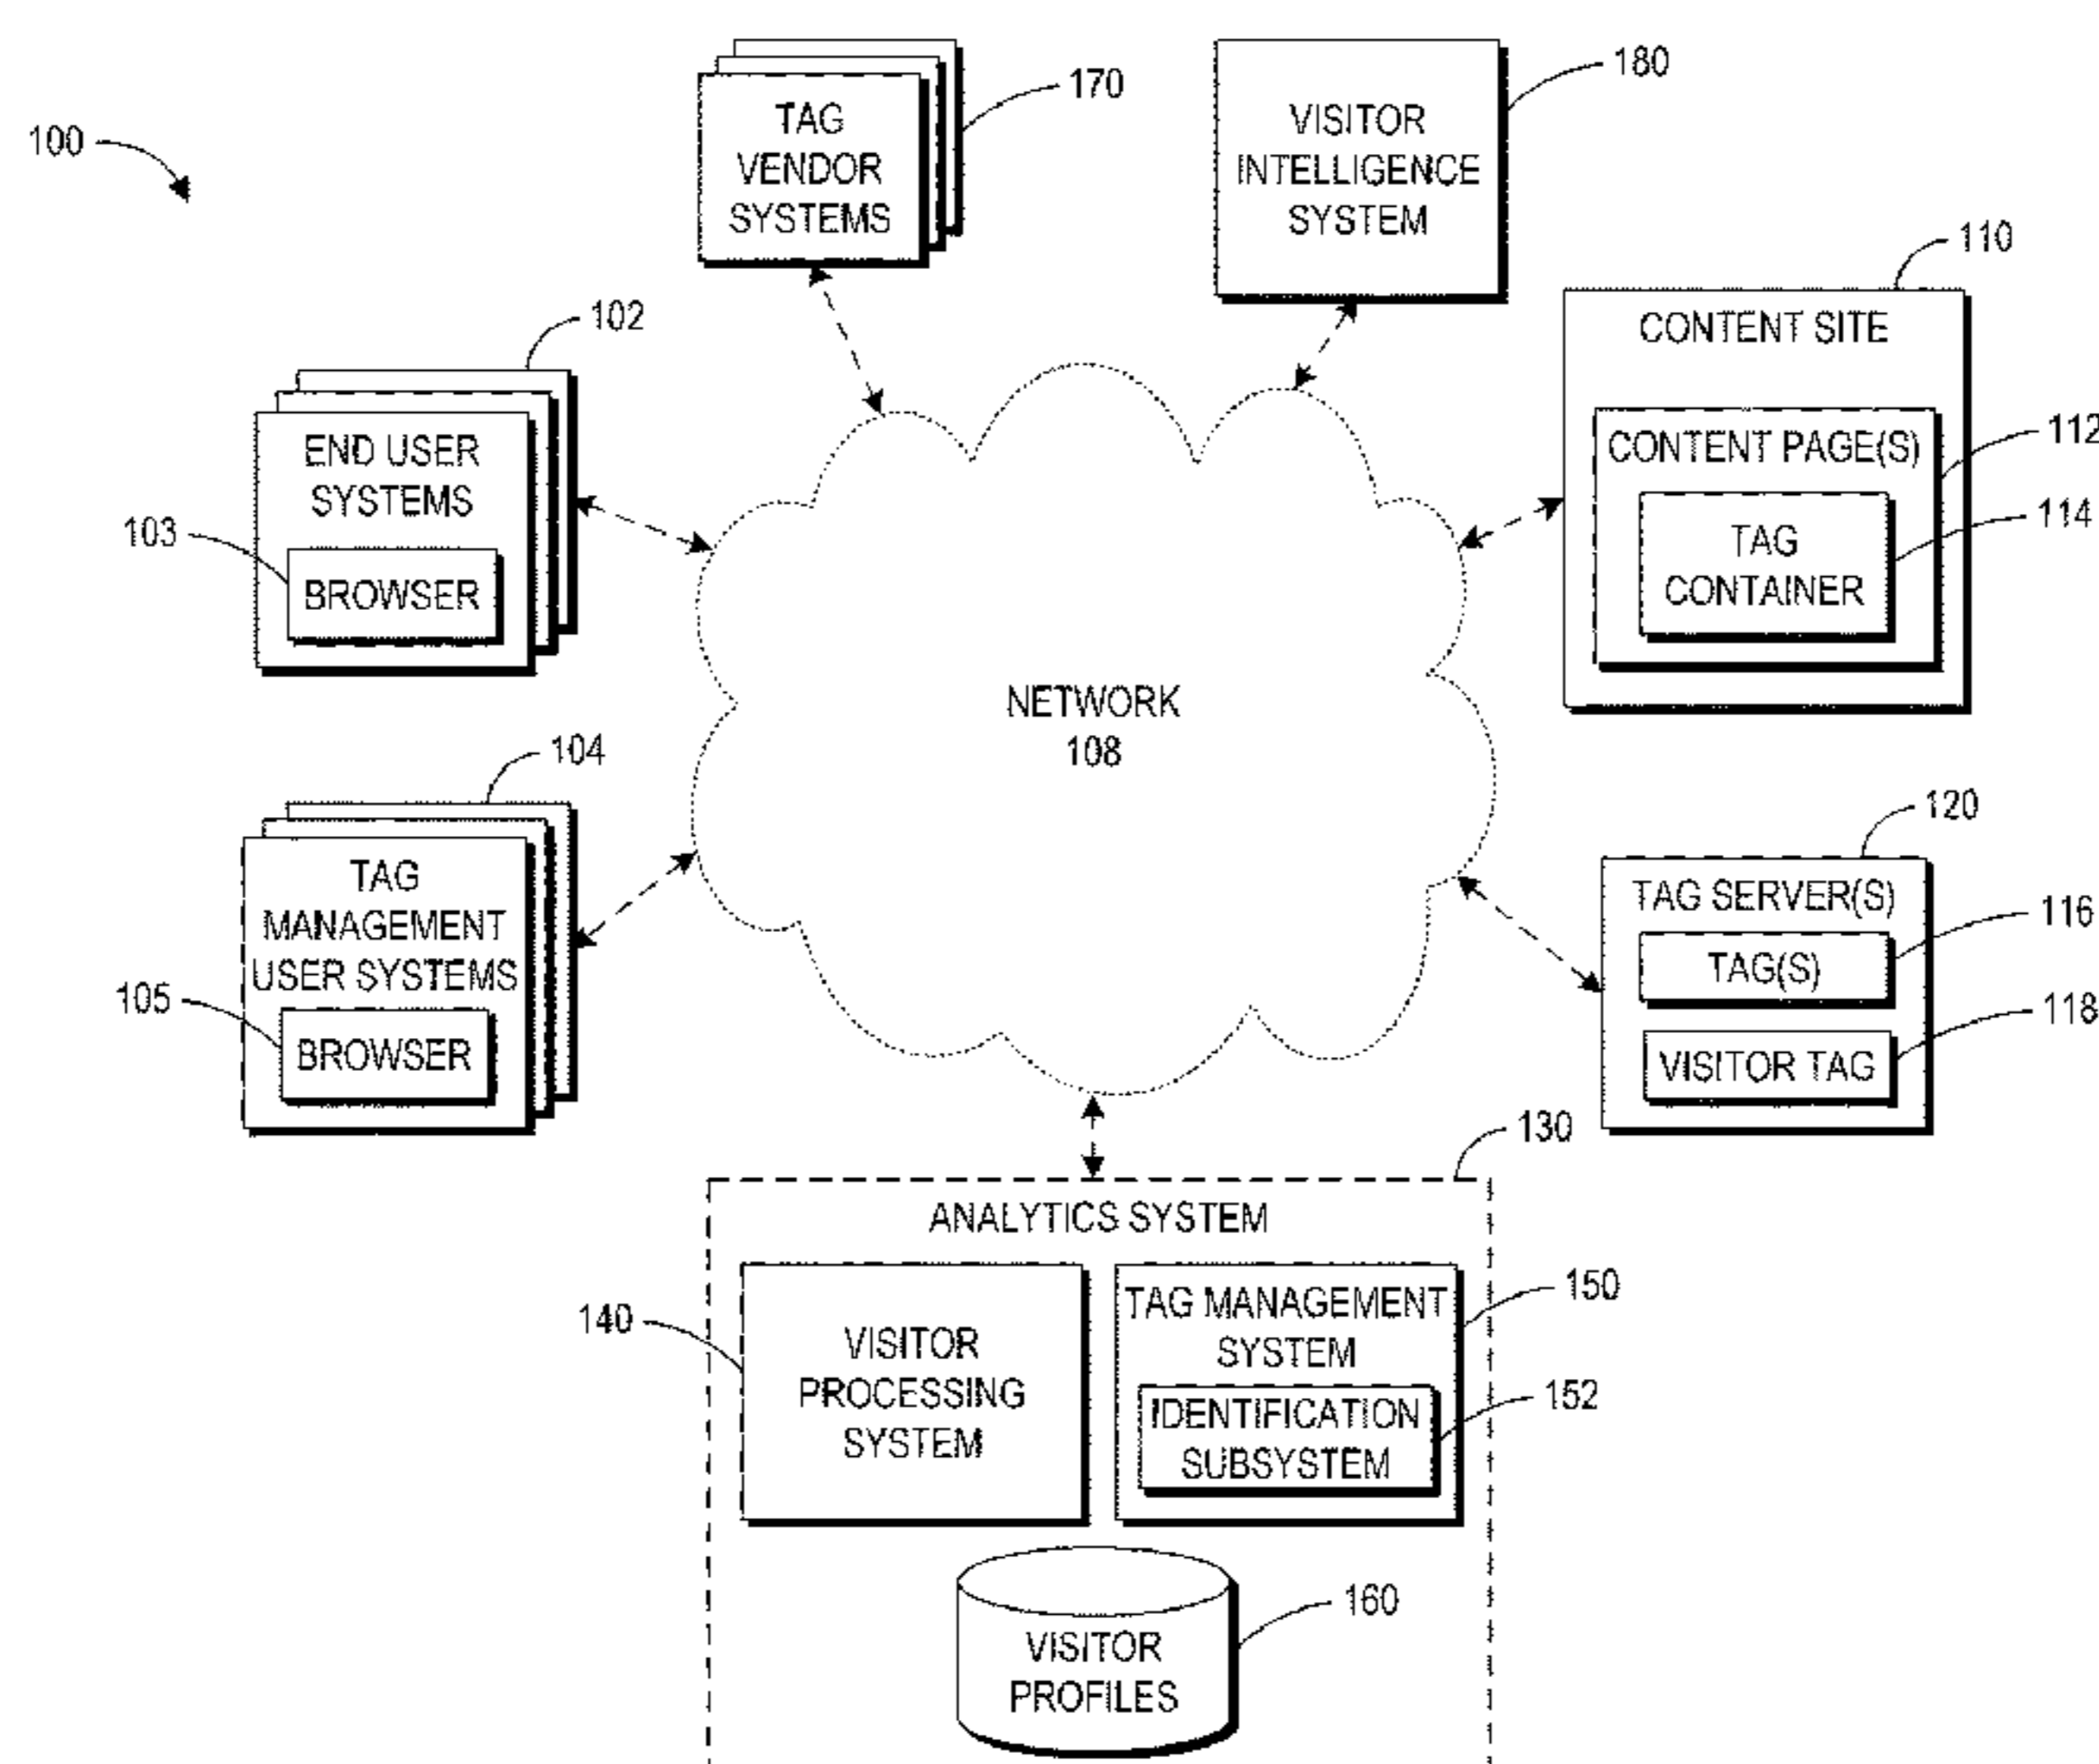 100
TAG
VENDOR
SYSTEMS
170
VISITOR
INTELLIGENCE
SYSTEM
180
110
CONTENT SITE
CONTENT PAGE(S)
112
TAG
CONTAINER
114
102
END USER
SYSTEMS
103
BROWSER
NETWORK
108
104
TAG
MANAGEMENT
USER SYSTEMS
105
BROWSER
120
TAG SERVER(S)
116
TAG(S)
118
VISITOR TAG
130
ANALYTICS SYSTEM
140
VISITOR
PROCESSING
SYSTEM
150
TAG MANAGEMENT
SYSTEM
152
IDENTIFICATION
SUBSYSTEM
160
VISITOR
PROFILES